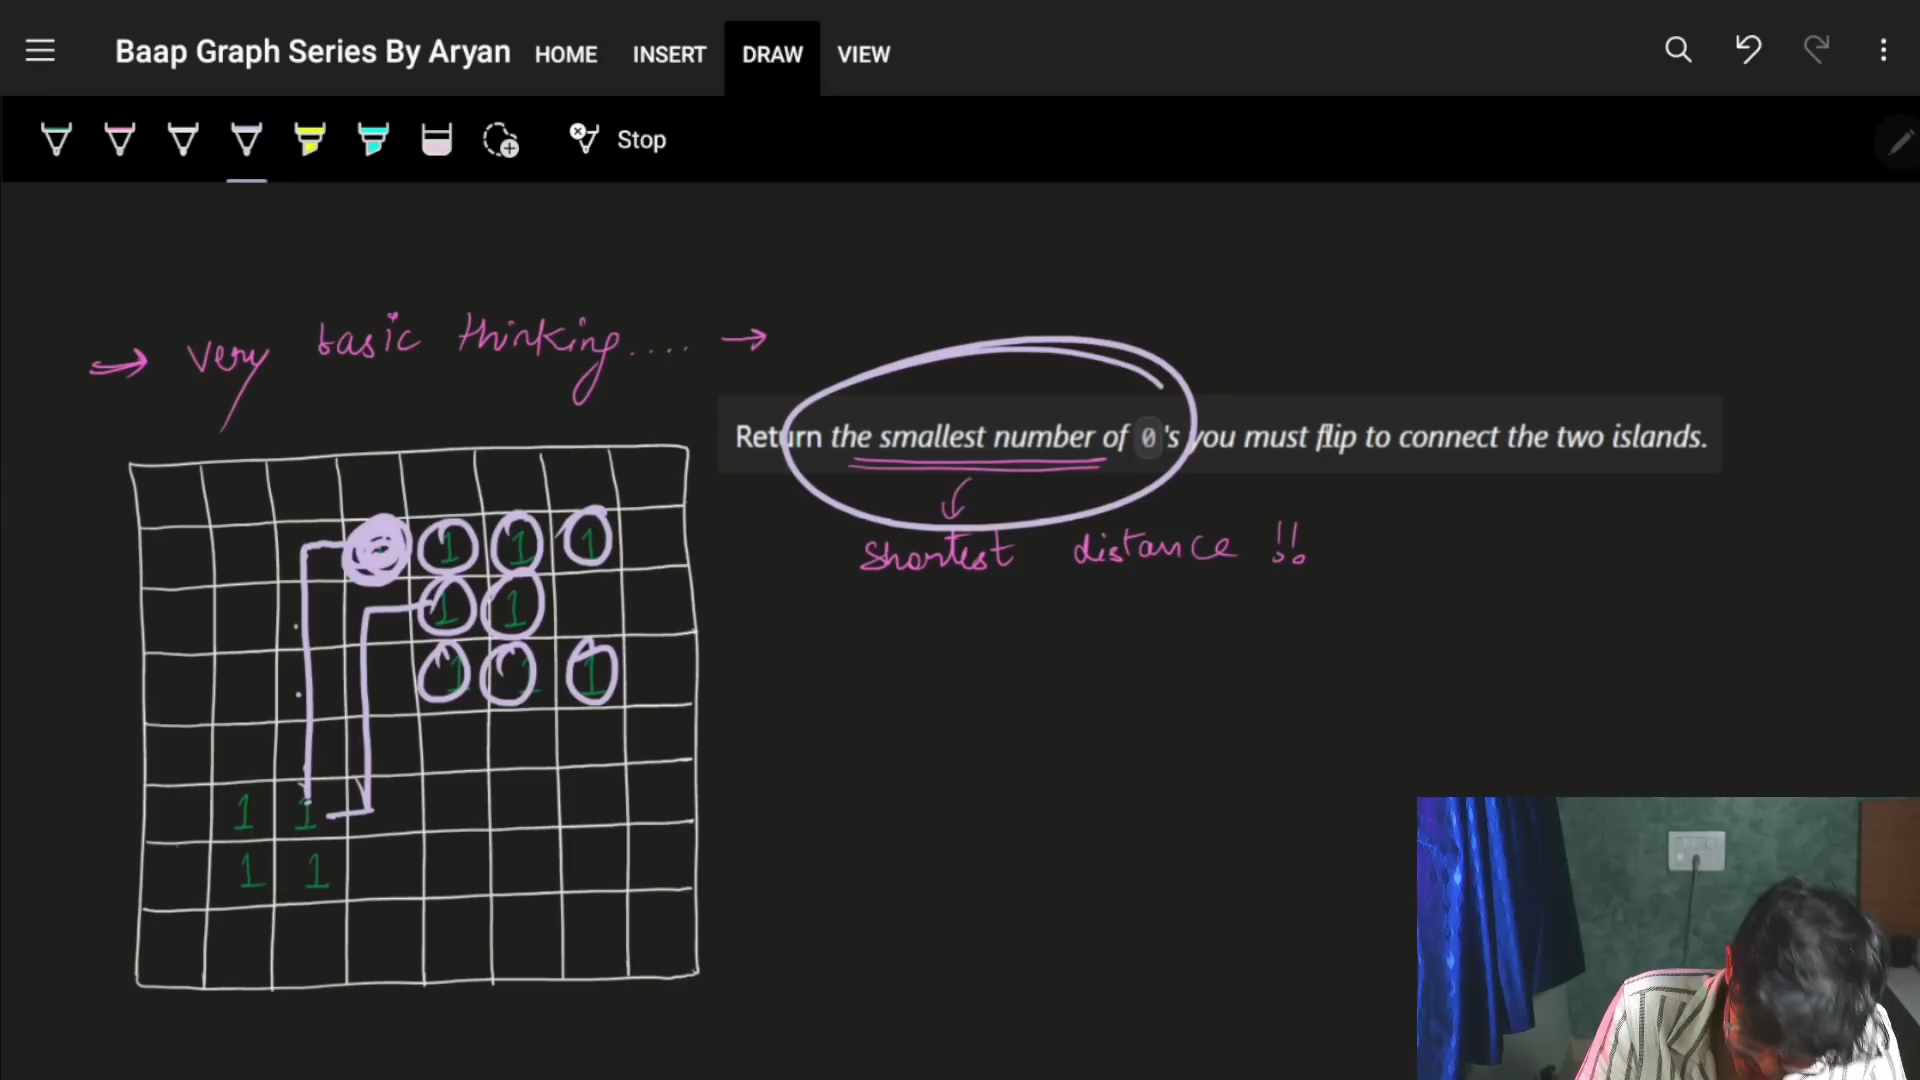 Baap Graph Series By Aryan HOME INSERT DRAW VIEW
Stop
very basic thinking.... →
Return the smallest number of 0's you must flip to connect the two islands.
shortest distance !!
1 1 1
1 1
1 1 1
1 1
1 1